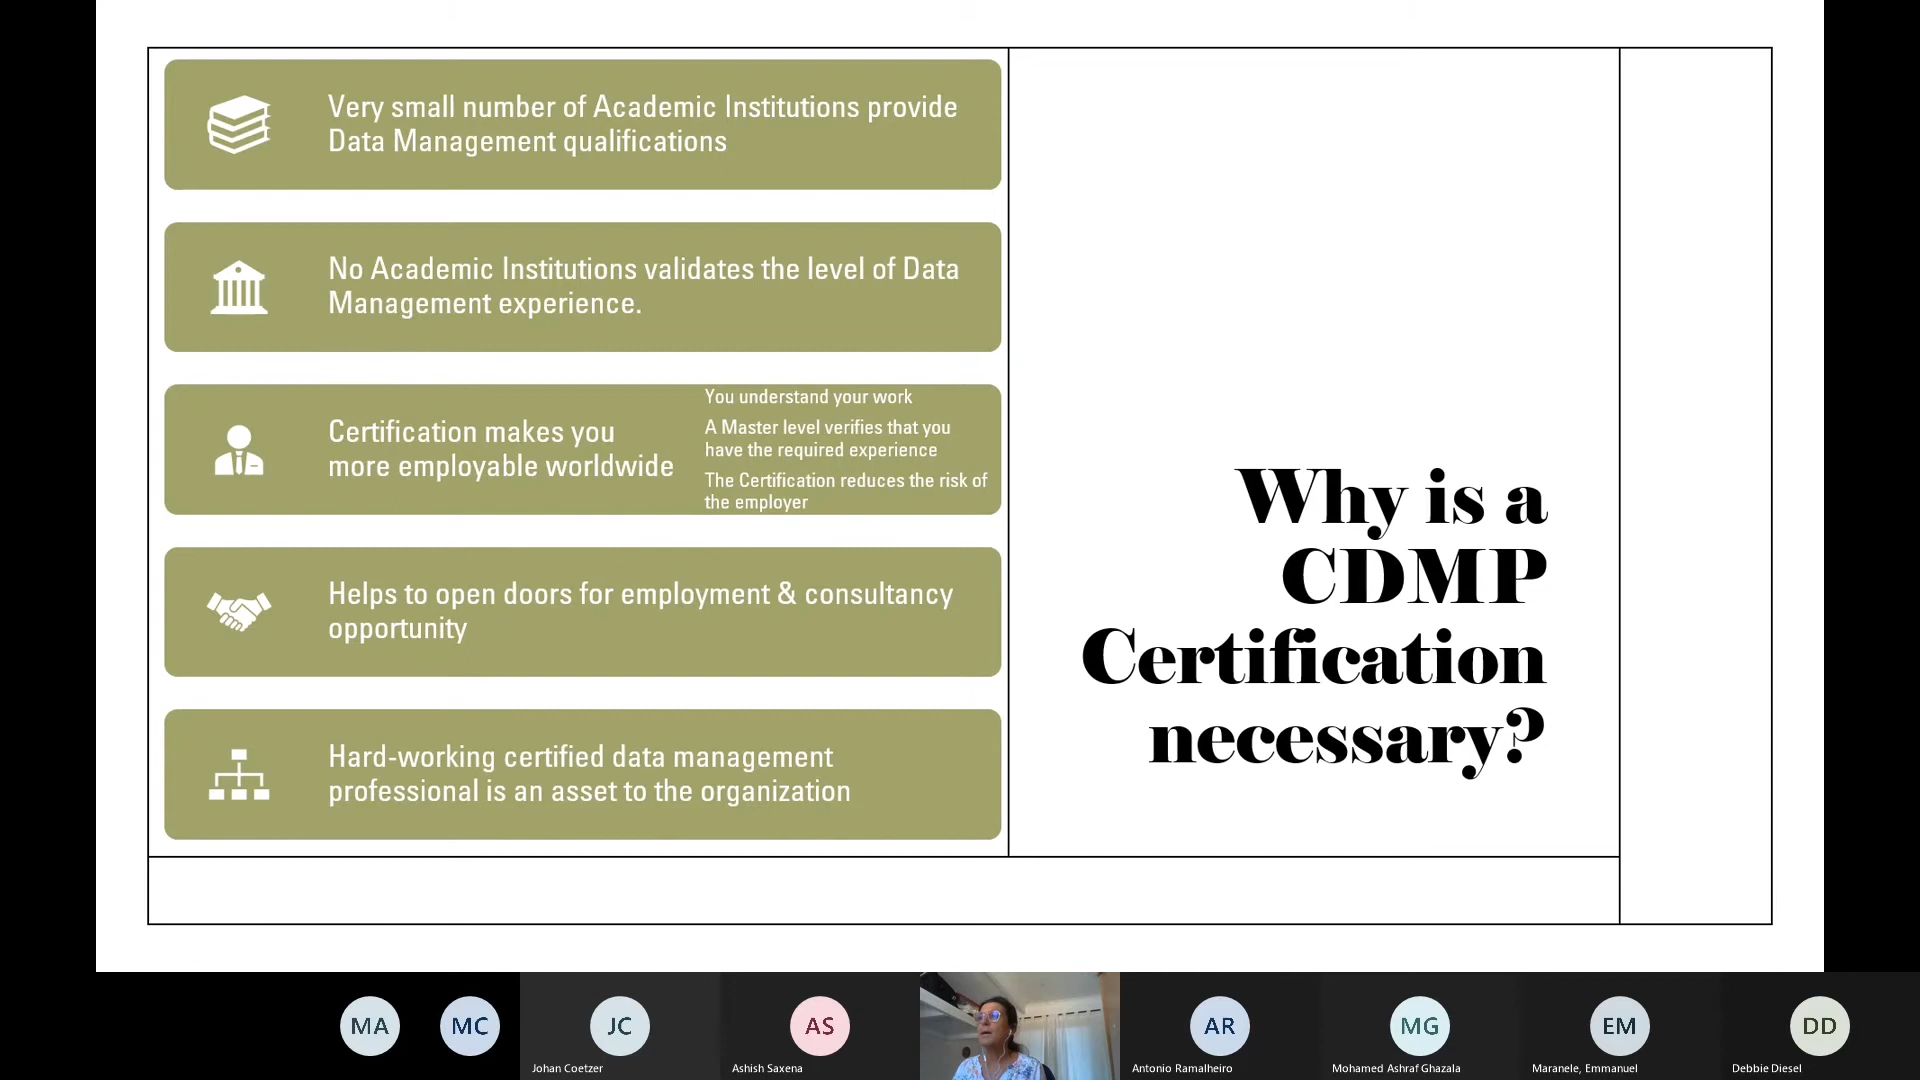 Very small number of Academic Institutions provide
Data Management qualifications
No Academic Institutions validates the level of Data
Management experience.
Certification makes you
more employable worldwide
You understand your work
A Master level verifies that you
have the required experience
The Certification reduces the risk of
the employer
Helps to open doors for employment & consultancy
opportunity
Hard-working certified data management
professional is an asset to the organization
Why is a
CDMP
Certification
necessary?
MA
MC
JC
Johan Coetzer
AS
Ashish Saxena
AR
Antonio Ramalheiro
MG
Mohamed Ashraf Ghazala
EM
Maranele, Emmanuel
DD
Debbie Diesel